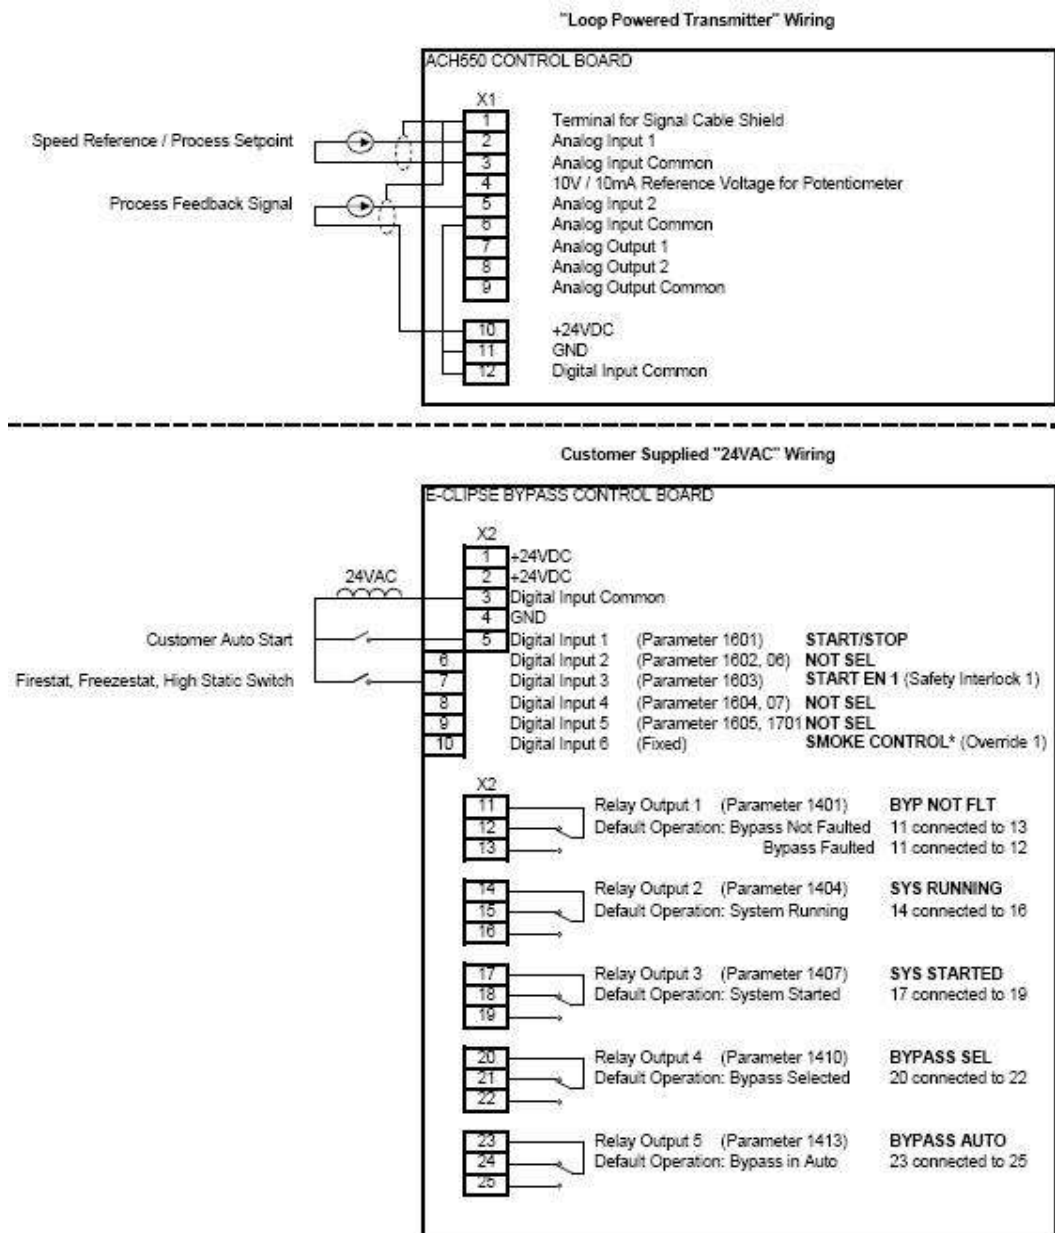 "Loop Powered Transmitter" Wiring
ACH550 CONTROL BOARD
X1
1 Terminal for Signal Cable Shield
Speed Reference / Process Setpoint 2 Analog Input 1
3 Analog Input Common
4 10V / 10mA Reference Voltage for Potentiometer
Process Feedback Signal 5 Analog Input 2
6 Analog Input Common
7 Analog Output 1
8 Analog Output 2
9 Analog Output Common
10 +24VDC
11 GND
12 Digital Input Common
Customer Supplied "24VAC" Wiring
E-CLIPSE BYPASS CONTROL BOARD
X2
1 +24VDC
24VAC 2 +24VDC
3 Digital Input Common
4 GND
Customer Auto Start 5 Digital Input 1 (Parameter 1601) START/STOP
6 Digital Input 2 (Parameter 1602, 06) NOT SEL
Firestat, Freezestat, High Static Switch 7 Digital Input 3 (Parameter 1603) START EN 1 (Safety Interlock 1)
8 Digital Input 4 (Parameter 1604, 07) NOT SEL
9 Digital Input 5 (Parameter 1605, 1701 NOT SEL
10 Digital Input 6 (Fixed) SMOKE CONTROL* (Override 1)
X2
11 Relay Output 1 (Parameter 1401) BYP NOT FLT
12 Default Operation: Bypass Not Faulted 11 connected to 13
13 Bypass Faulted 11 connected to 12
14 Relay Output 2 (Parameter 1404) SYS RUNNING
15 Default Operation: System Running 14 connected to 16
16
17 Relay Output 3 (Parameter 1407) SYS STARTED
18 Default Operation: System Started 17 connected to 19
19
20 Relay Output 4 (Parameter 1410) BYPASS SEL
21 Default Operation: Bypass Selected 20 connected to 22
22
23 Relay Output 5 (Parameter 1413) BYPASS AUTO
24 Default Operation: Bypass in Auto 23 connected to 25
25